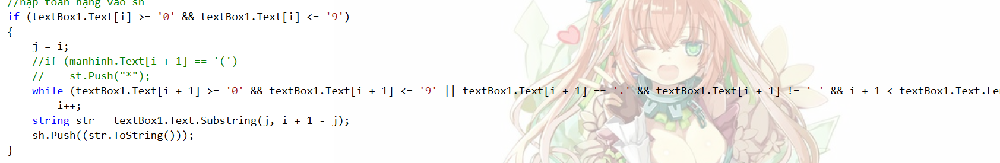 //nạp toán hạng vào sh
if (textBox1.Text[i] >= '0' && textBox1.Text[i] <= '9')
{
j = i;
//if (manhinh.Text[i + 1] == '(')
//    st.Push("*");
while (textBox1.Text[i + 1] >= '0' && textBox1.Text[i + 1] <= '9' || textBox1.Text[i + 1] == '.' && textBox1.Text[i + 1] != ' ' && i + 1 < textBox1.Text.Le
i++;
string str = textBox1.Text.Substring(j, i + 1 - j);
sh.Push((str.ToString()));
}